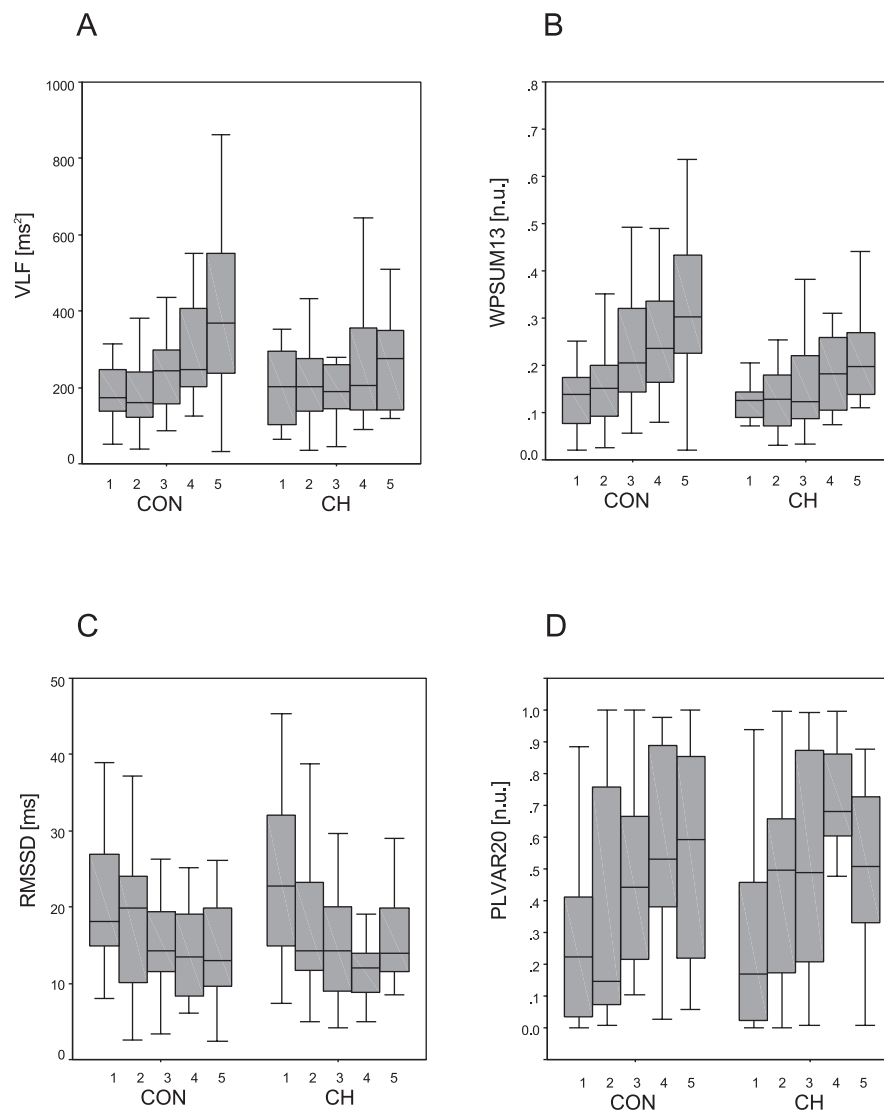 A
1000
800
600
400
200
0
VLF [ms²]
1 2 3 4 5 1 2 3 4 5
CON CH
B
.8
.7
.6
.5
.4
.3
.2
.1
0.0
WPSUM13 [n.u.]
1 2 3 4 5 1 2 3 4 5
CON CH
C
50
40
30
20
10
0
RMSSD [ms]
1 2 3 4 5 1 2 3 4 5
CON CH
D
1.0
.9
.8
.7
.6
.5
.4
.3
.2
.1
0.0
PLVAR20 [n.u.]
1 2 3 4 5 1 2 3 4 5
CON CH